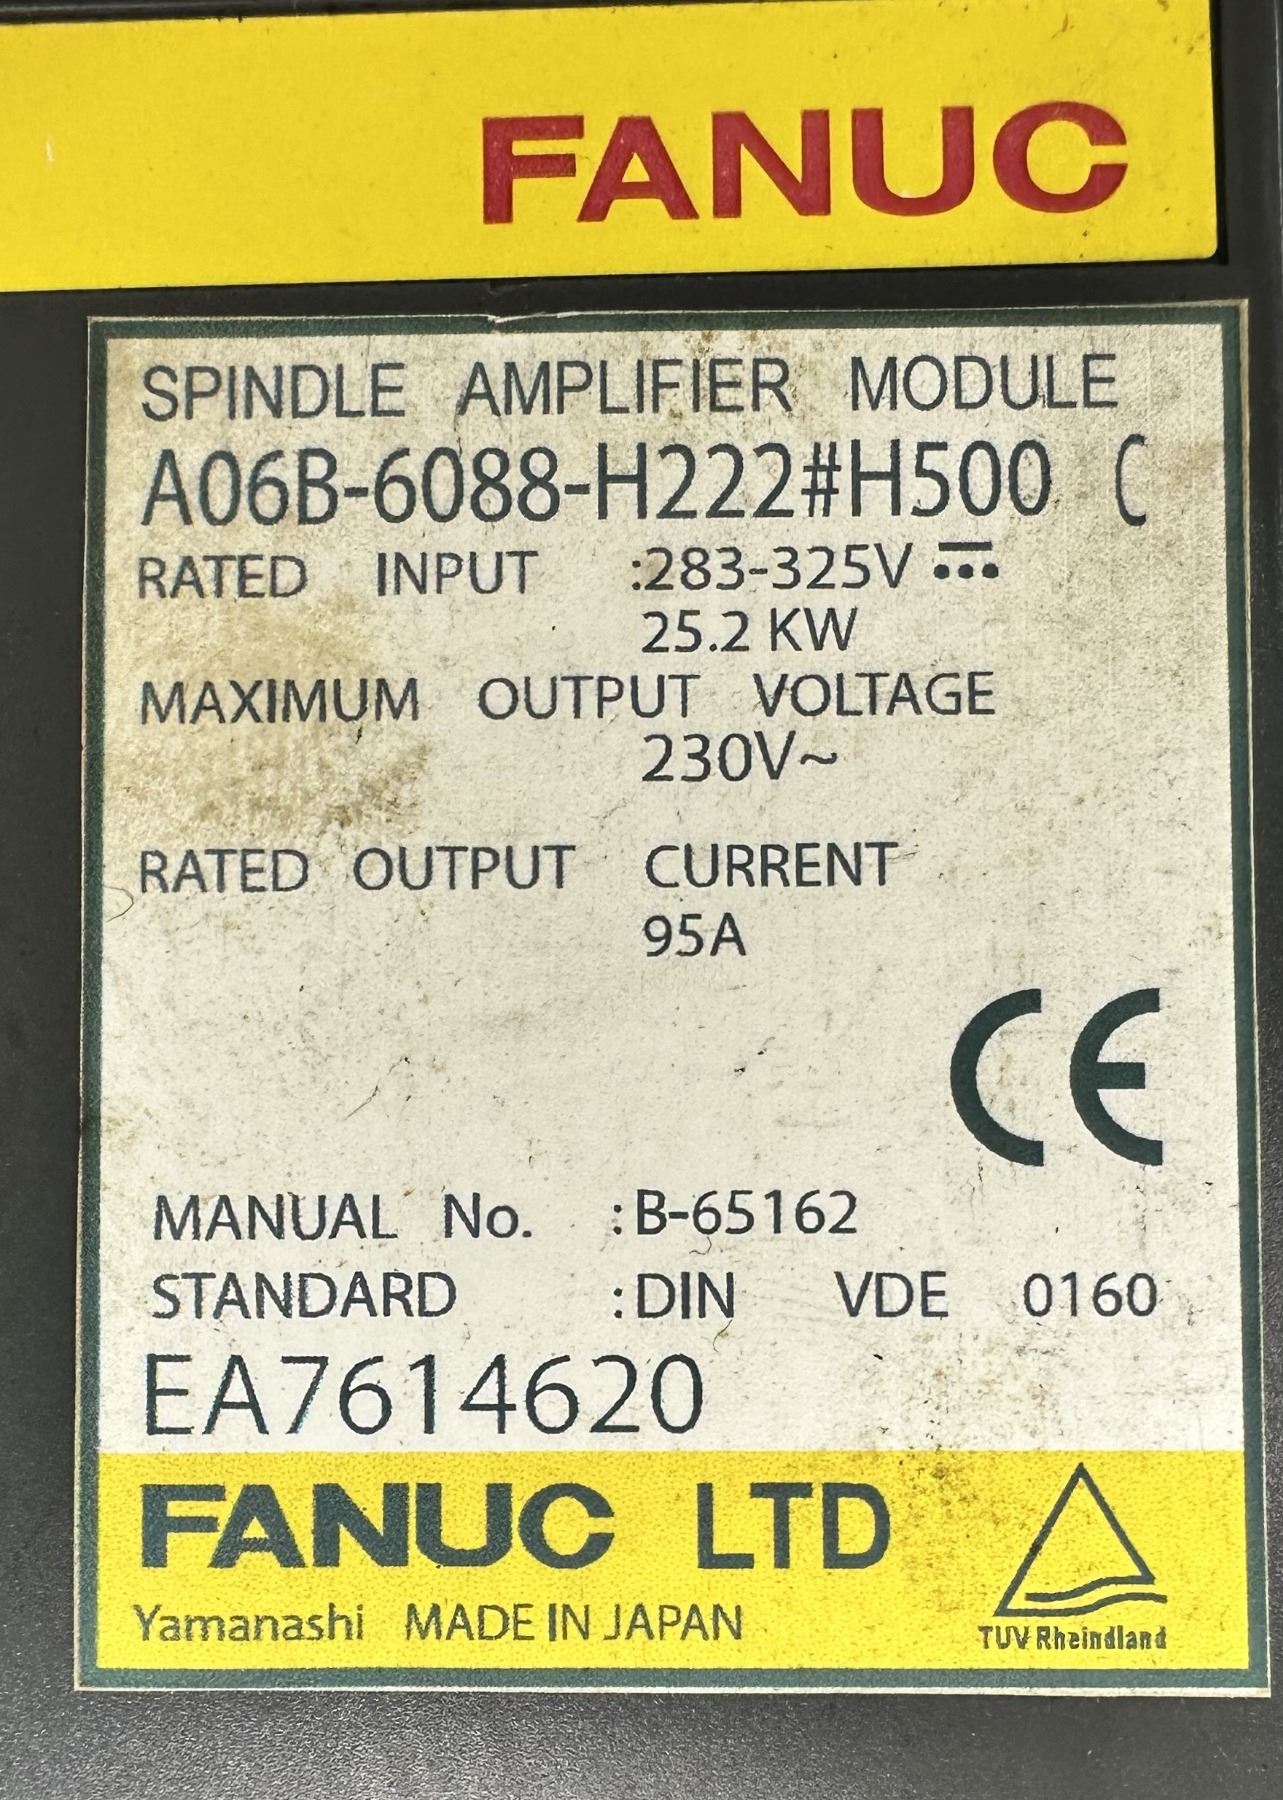 FANUC
SPINDLE AMPLIFIER MODULE
A06B-6088-H222#H500 C
RATED INPUT :283-325V
25.2 KW
MAXIMUM OUTPUT VOLTAGE
230V~
RATED OUTPUT CURRENT
95A
CE
MANUAL No. :B-65162
STANDARD :DIN VDE 0160
EA7614620
FANUC LTD
Yamanashi MADE IN JAPAN
TUV Rheindland